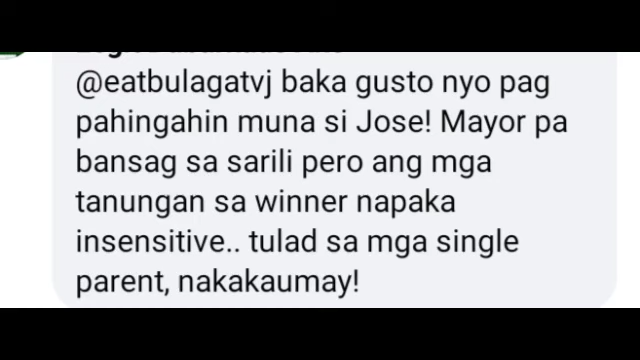 @eatbulagatvj baka gusto nyo pag
pahingahin muna si Jose! Mayor pa
bansag sa sarili pero ang mga
tanungan sa winner napaka
insensitive.. tulad sa mga single
parent, nakakaumay!